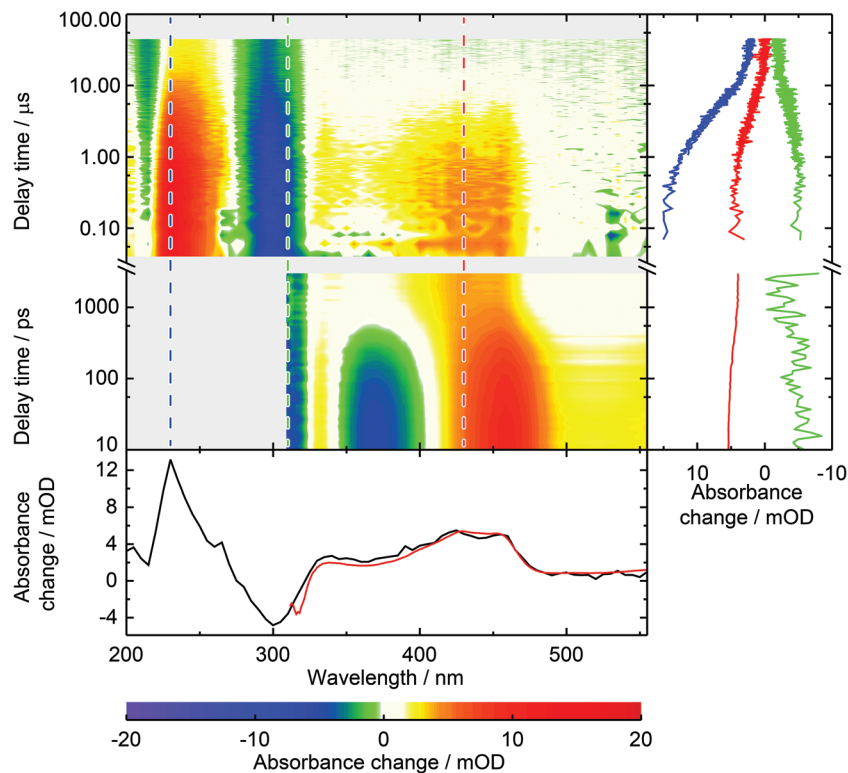 100.00
10.00
1.00
0.10
Delay time / μs
1000
100
10
Delay time / ps
10 0 -10
Absorbance
change / mOD
12
8
4
0
-4
Absorbance
change / mOD
200 300 400 500
Wavelength / nm
-20 -10 0 10 20
Absorbance change / mOD